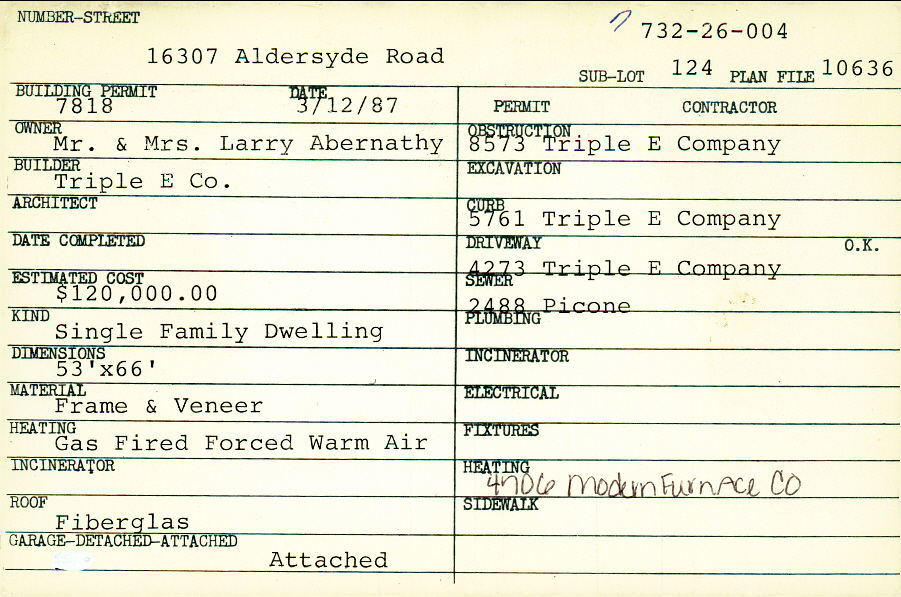 NUMBER-STREET
732-26-004
16307 Aldersyde Road
SUB-LOT 124 PLAN FILE 10636
BUILDING PERMIT DATE
7818 3/12/87
PERMIT CONTRACTOR
OWNER
Mr. & Mrs. Larry Abernathy
BUILDER
Triple E Co.
ARCHITECT
DATE COMPLETED
ESTIMATED COST
$120,000.00
KIND
Single Family Dwelling
DIMENSIONS
53'x66'
MATERIAL
Frame & Veneer
HEATING
Gas Fired Forced Warm Air
INCINERATOR
ROOF
Fiberglas
GARAGE-DETACHED-ATTACHED
Attached
OBSTRUCTION
8573 Triple E Company
EXCAVATION
CURB
5761 Triple E Company
DRIVEWAY O.K.
4273 Triple E Company
SEWER
2488 Picone
PLUMBING
INCINERATOR
ELECTRICAL
FIXTURES
HEATING
Modern Furnace CO
SIDEWALK